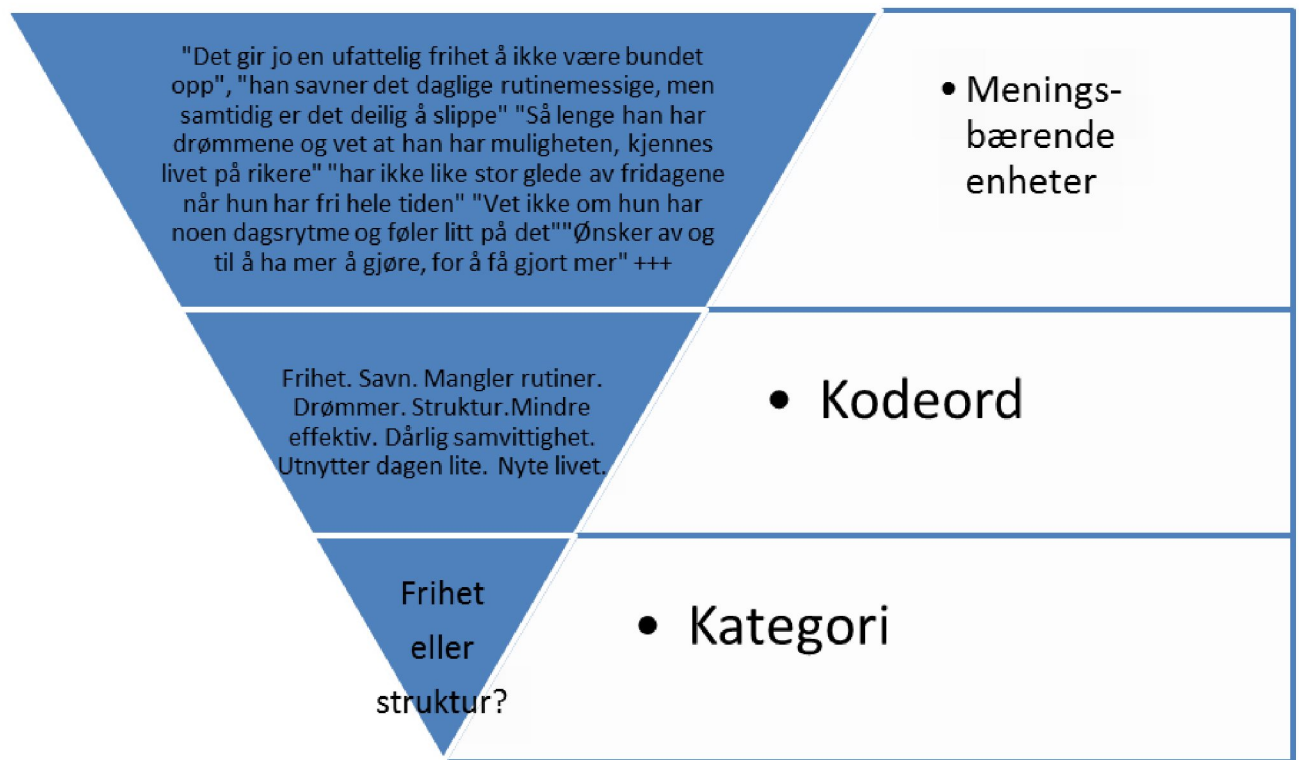 "Det gir jo en ufattelig frihet å ikke være bundet
opp", "han savner det daglige rutinemessige, men
samtidig er det deilig å slippe" "Så lenge han har
drømmene og vet at han har muligheten, kjennes
livet på rikere" "har ikke like stor glede av fridagene
når hun har fri hele tiden" "Vet ikke om hun har
noen dagsrytme og føler litt på det""Ønsker av og
til å ha mer å gjøre, for å få gjort mer" +++
• Menings-
bærende
enheter
Frihet. Savn. Mangler rutiner.
Drømmer. Struktur.Mindre
effektiv. Dårlig samvittighet.
Utnytter dagen lite. Nyte livet.
• Kodeord
Frihet
eller
struktur?
• Kategori